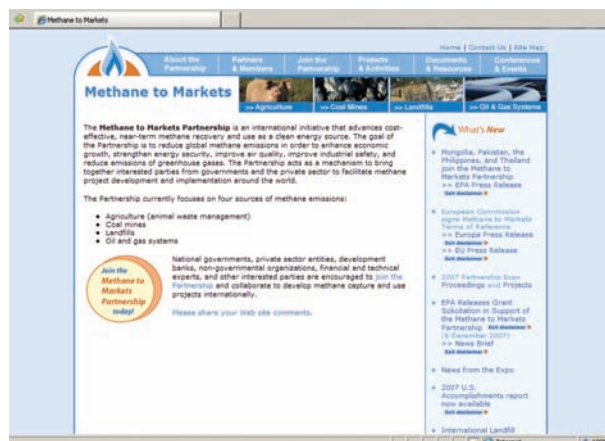 Methane to Markets
Home | Contact Us | Site Map
About the Partnership
Partners & Members
Join the Partnership
Projects & Activities
Documents & Resources
Conferences & Events
Methane to Markets
>> Agriculture
>> Coal Mines
>> Landfills
>> Oil & Gas Systems
The Methane to Markets Partnership is an international initiative that advances cost-
effective, near-term methane recovery and use as a clean energy source. The goal of
the Partnership is to reduce global methane emissions in order to enhance economic
growth, strengthen energy security, improve air quality, improve industrial safety, and
reduce emissions of greenhouse gases. The Partnership acts as a mechanism to bring
together interested parties from governments and the private sector to facilitate methane
project development and implementation around the world.
The Partnership currently focuses on four sources of methane emissions:
Agriculture (animal waste management)
Coal mines
Landfills
Oil and gas systems
Join the
Methane to
Markets
Partnership
today!
National governments, private sector entities, development
banks, non-governmental organizations, financial and technical
experts, and other interested parties are encouraged to join the
Partnership and collaborate to develop methane capture and use
projects internationally.
Please share your Web site comments.
What's New
Mongolia, Pakistan, the
Philippines, and Thailand
join the Methane to
Markets Partnership
>> EPA Press Release
Exit disclaimer
European Commission
signs Methane to Markets
Terms of Reference
>> Europa Press Release
Exit disclaimer
>> EU Press Release
Exit disclaimer
2007 Partnership Expo
Proceedings and Projects
EPA Releases Grant
Solicitation in Support of
the Methane to Markets
Partnership Exit disclaimer
(6 December 2007)
>> News Brief
Exit disclaimer
News from the Expo
2007 U.S.
Accomplishments report
now available
Exit disclaimer
International Landfill